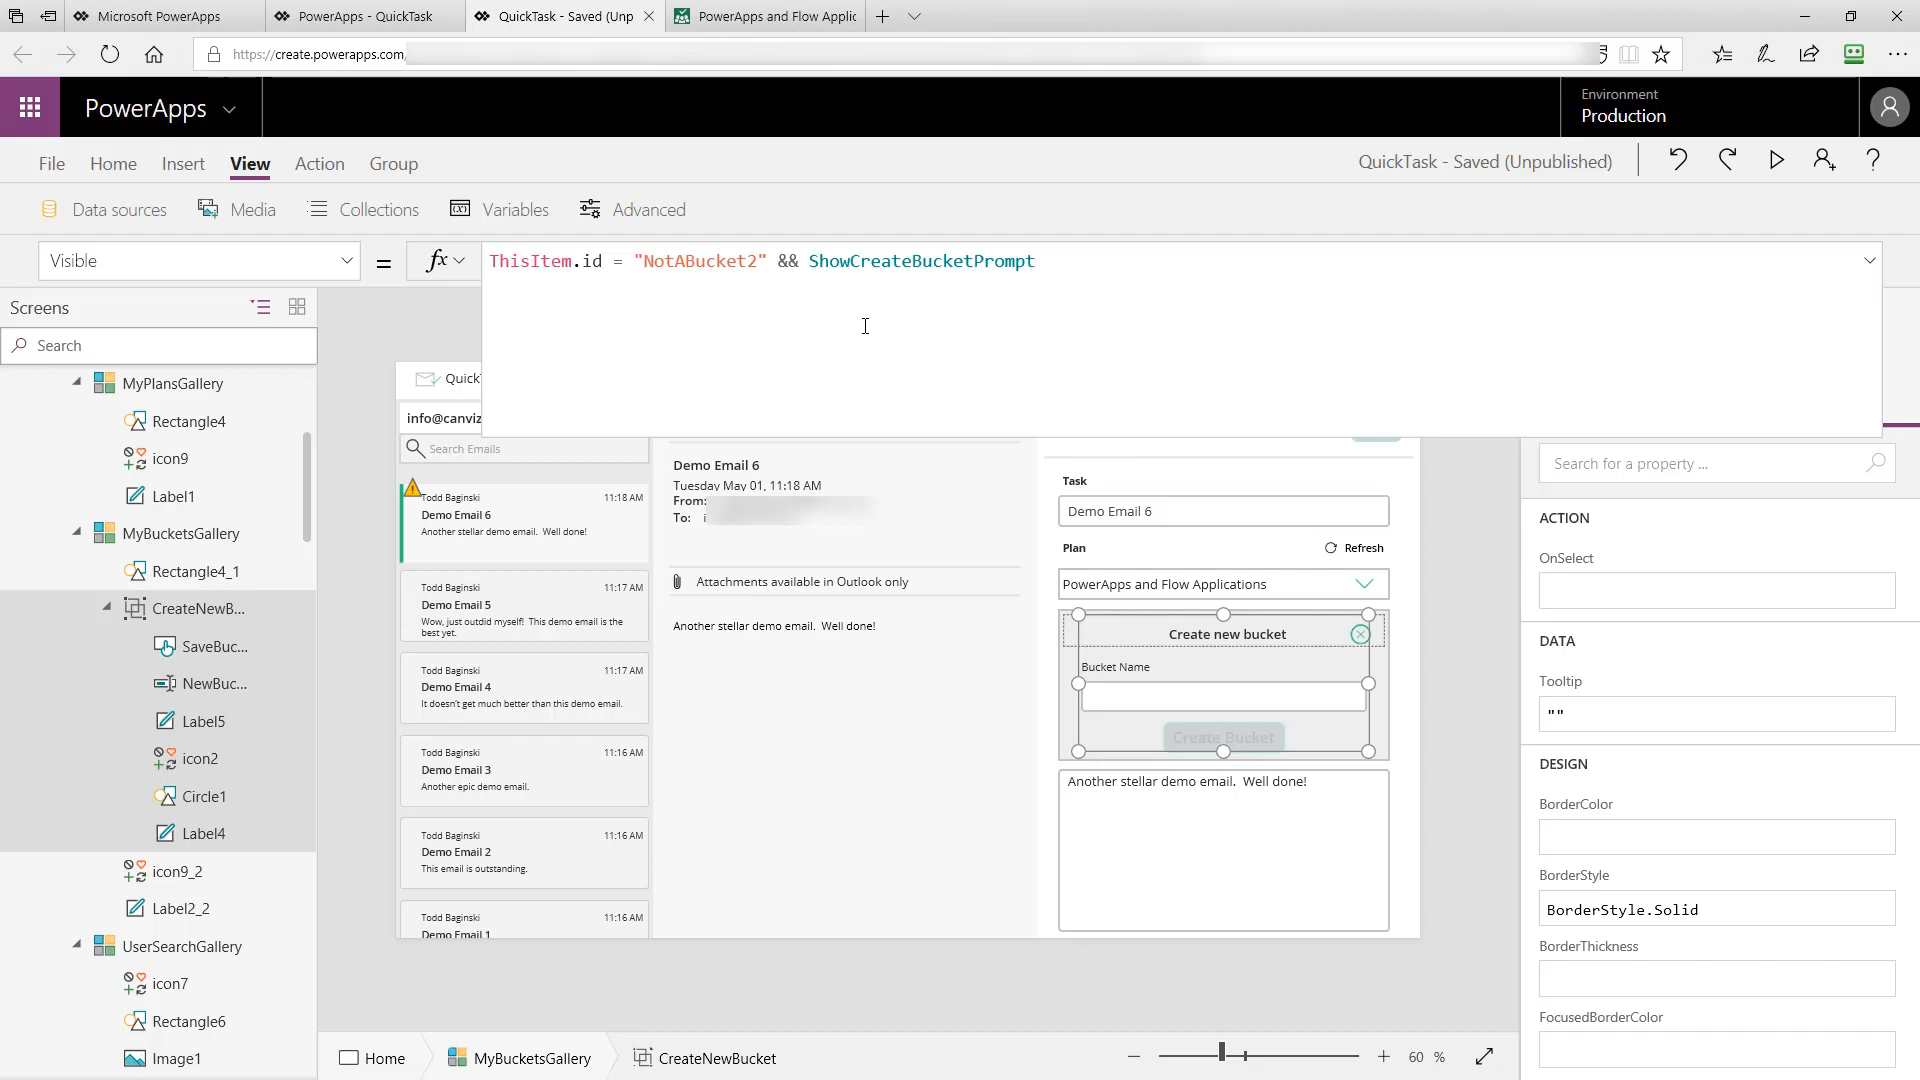 Microsoft PowerApps
PowerApps - QuickTask
QuickTask - Saved (Unp
PowerApps and Flow Applic
https://create.powerapps.com,
PowerApps
Environment
Production
File
Home
Insert
View
Action
Group
QuickTask - Saved (Unpublished)
Data sources
Media
Collections
Variables
Advanced
Visible
=
fx
ThisItem.id = "NotABucket2" && ShowCreateBucketPrompt
Screens
Search
MyPlansGallery
Rectangle4
icon9
Label1
MyBucketsGallery
Rectangle4_1
CreateNewB...
SaveBuc...
NewBuc...
Label5
icon2
Circle1
Label4
icon9_2
Label2_2
UserSearchGallery
icon7
Rectangle6
Image1
info@canviz
Search Emails
Todd Baginski
11:18 AM
Demo Email 6
Another stellar demo email.  Well done!
Todd Baginski
11:17 AM
Demo Email 5
Wow, just outdid myself!  This demo email is the
best yet.
Todd Baginski
11:17 AM
Demo Email 4
It doesn't get much better than this demo email.
Todd Baginski
11:16 AM
Demo Email 3
Another epic demo email.
Todd Baginski
11:16 AM
Demo Email 2
This email is outstanding.
Todd Baginski
11:16 AM
Demo Email 1
Demo Email 6
Tuesday May 01, 11:18 AM
From:
To:
Attachments available in Outlook only
Another stellar demo email.  Well done!
Task
Demo Email 6
Plan
Refresh
PowerApps and Flow Applications
Create new bucket
Bucket Name
Create Bucket
Another stellar demo email.  Well done!
Search for a property ...
ACTION
OnSelect
DATA
Tooltip
""
DESIGN
BorderColor
BorderStyle
BorderStyle.Solid
BorderThickness
FocusedBorderColor
Home
MyBucketsGallery
CreateNewBucket
60 %